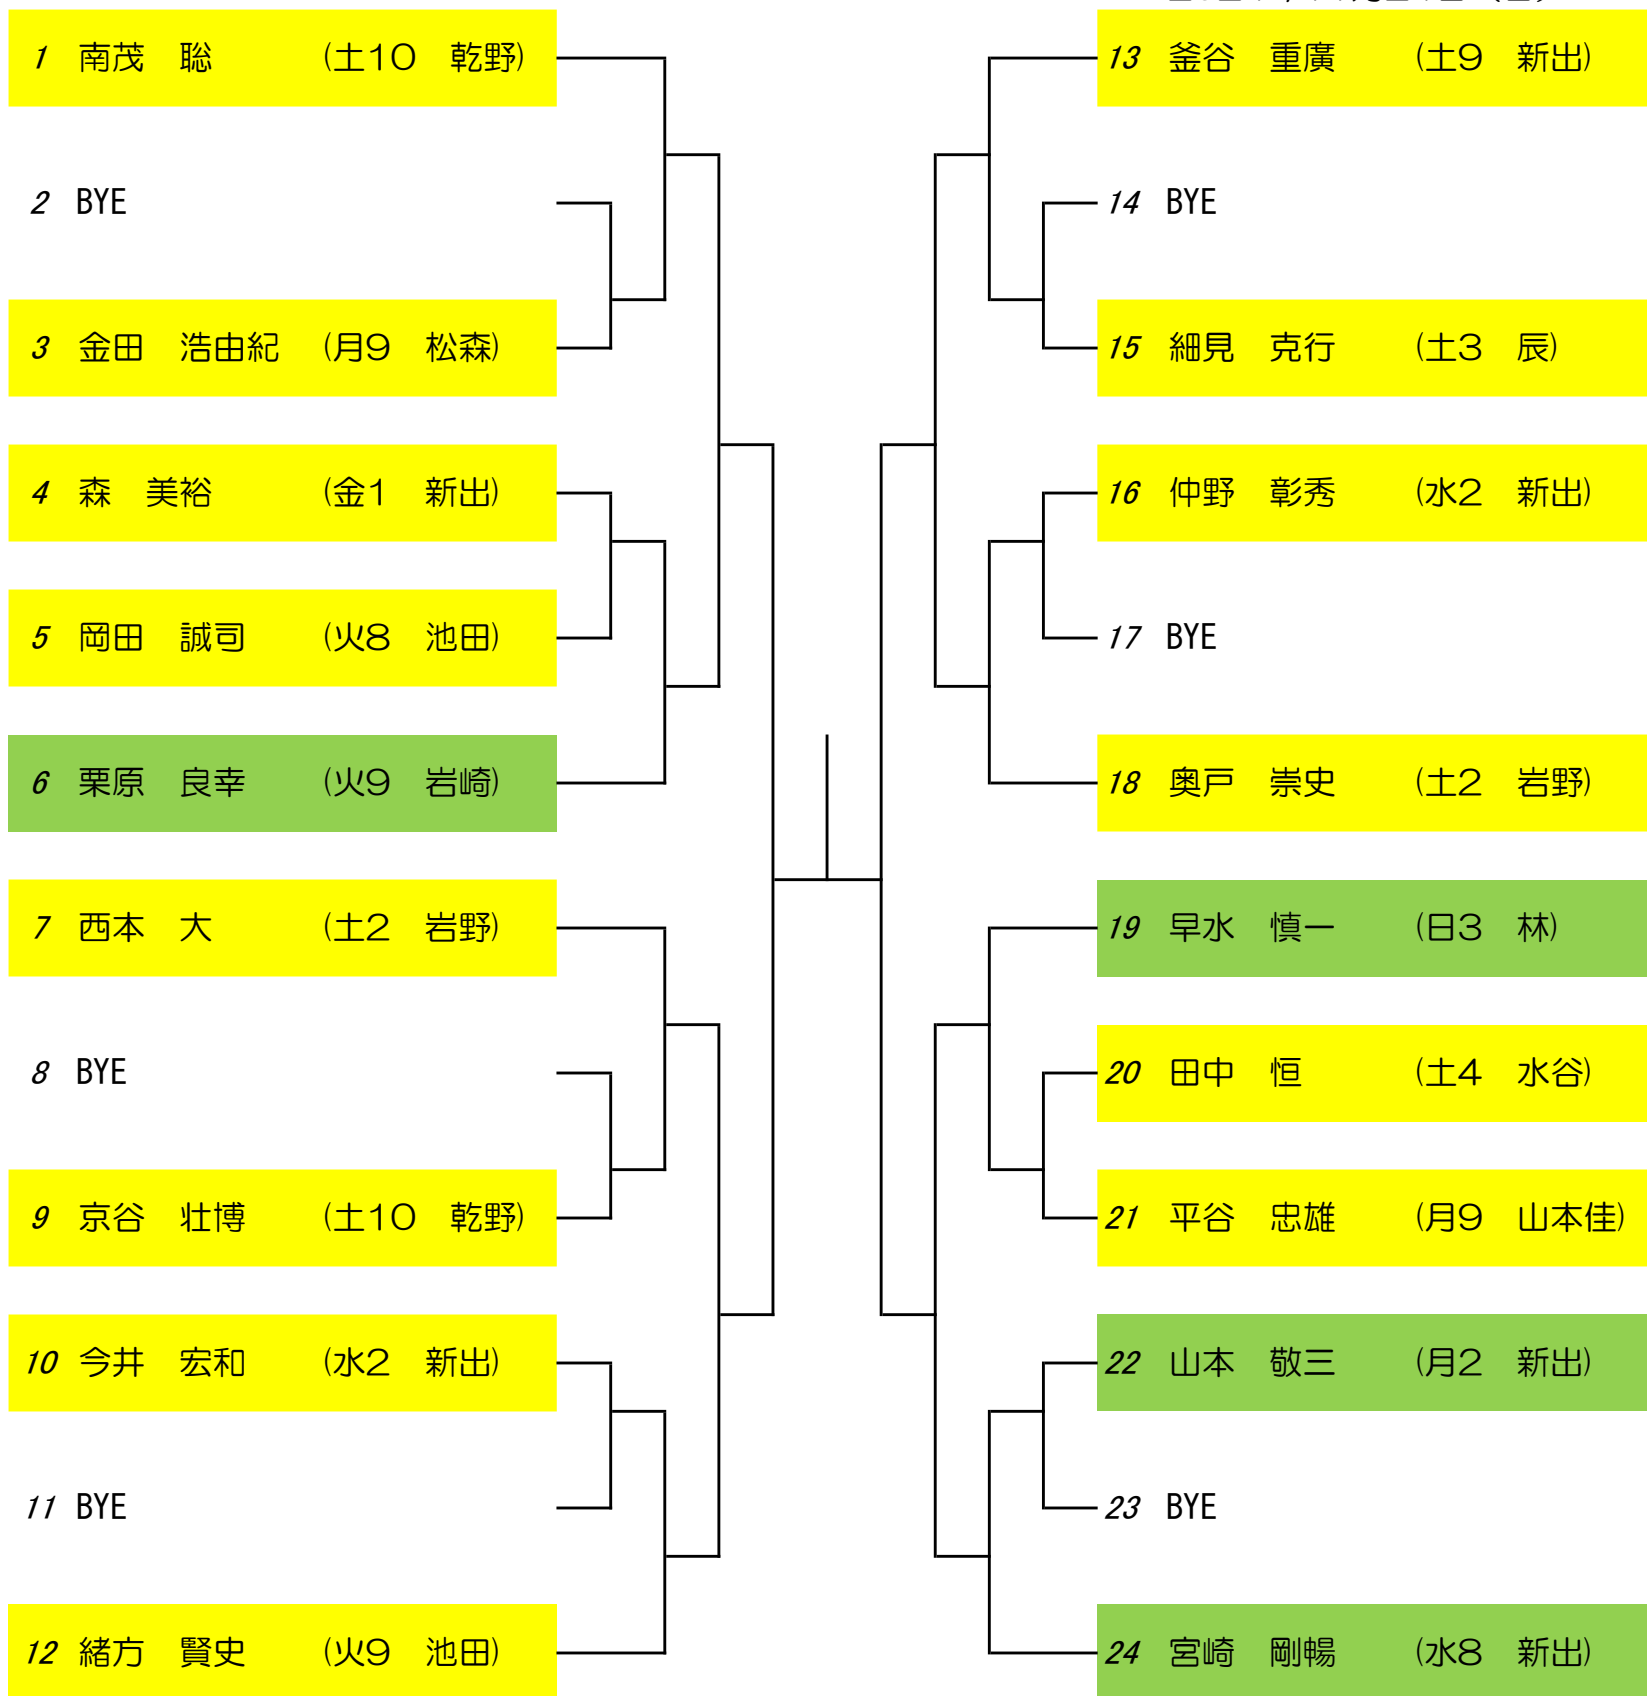 1 南茂　聡 (土10　乾野)
2 BYE
3 金田　浩由紀 (月9　松森)
4 森　美裕 (金1　新出)
5 岡田　誠司 (火8　池田)
6 栗原　良幸 (火9　岩崎)
7 西本　大 (土2　岩野)
8 BYE
9 京谷　壮博 (土10　乾野)
10 今井　宏和 (水2　新出)
11 BYE
12 緒方　賢史 (火9　池田)
13 釜谷　重廣 (土9　新出)
14 BYE
15 細見　克行 (土3　辰)
16 仲野　彰秀 (水2　新出)
17 BYE
18 奥戸　崇史 (土2　岩野)
19 早水　慎一 (日3　林)
20 田中　恒 (土4　水谷)
21 平谷　忠雄 (月9　山本佳)
22 山本　敬三 (月2　新出)
23 BYE
24 宮崎　剛暢 (水8　新出)